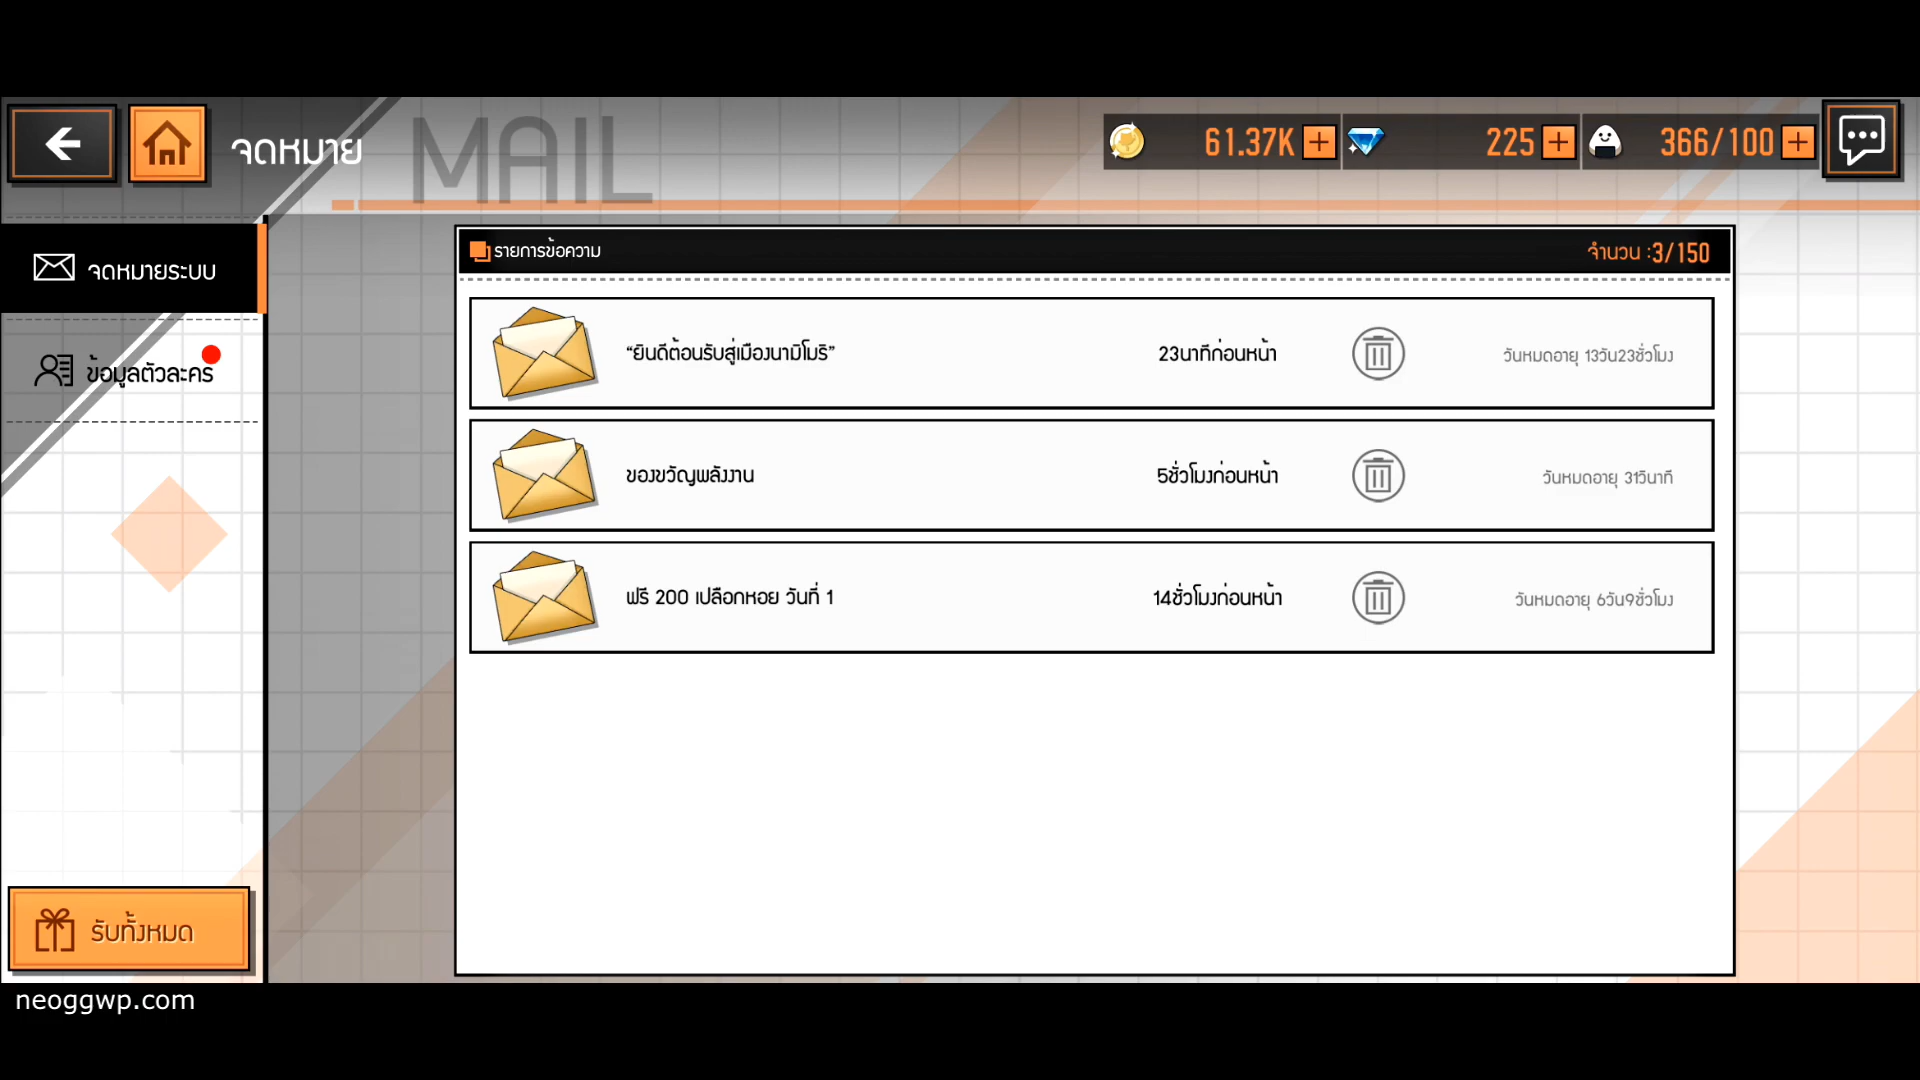 จดหมาย MAIL 61.37K 225 366/100
จดหมายระบบ
ข้อมูลตัวละคร
รับทั้งหมด
รายการข้อความ จำนวน :3/150
“ยินดีต้อนรับสู่เมืองนามิโมริ” 23นาทีก่อนหน้า วันหมดอายุ 13วัน23ชั่วโมง
ของขวัญพลังงาน 5ชั่วโมงก่อนหน้า วันหมดอายุ 31วินาที
ฟรี 200 เปลือกหอย วันที่ 1 14ชั่วโมงก่อนหน้า วันหมดอายุ 6วัน9ชั่วโมง
neoggwp.com